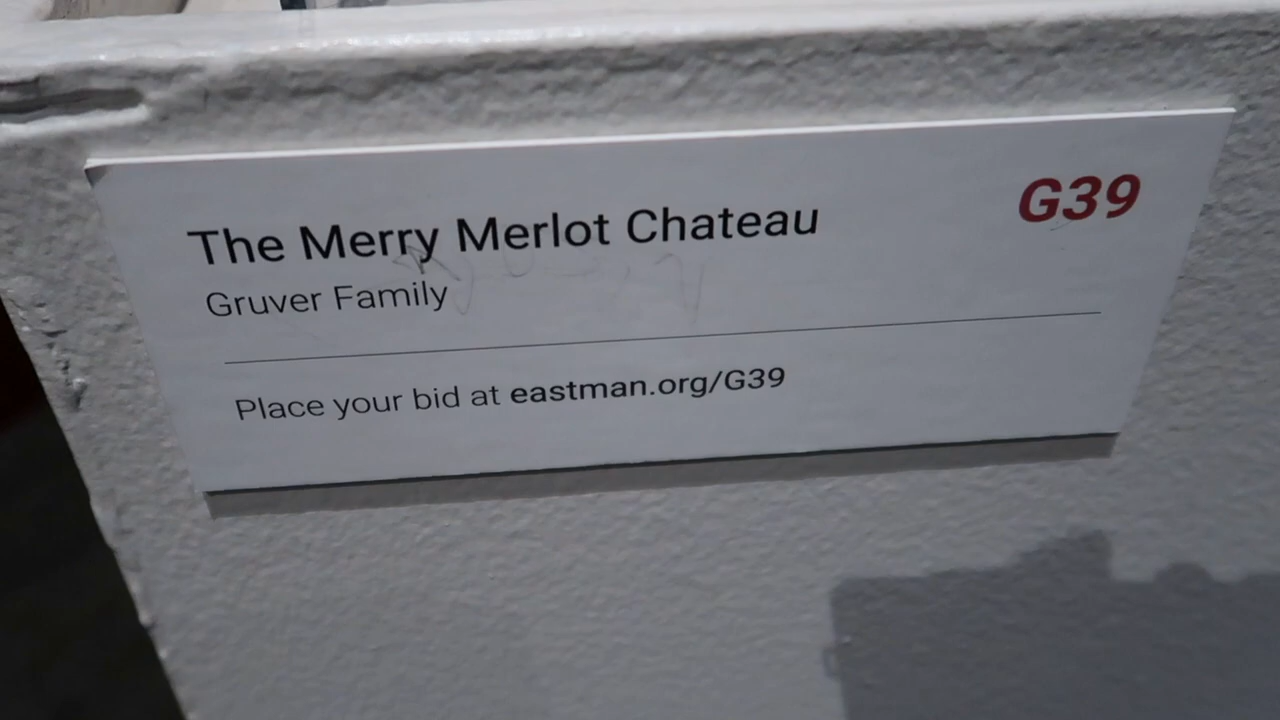 The Merry Merlot Chateau
G39
Gruver Family
Place your bid at eastman.org/G39